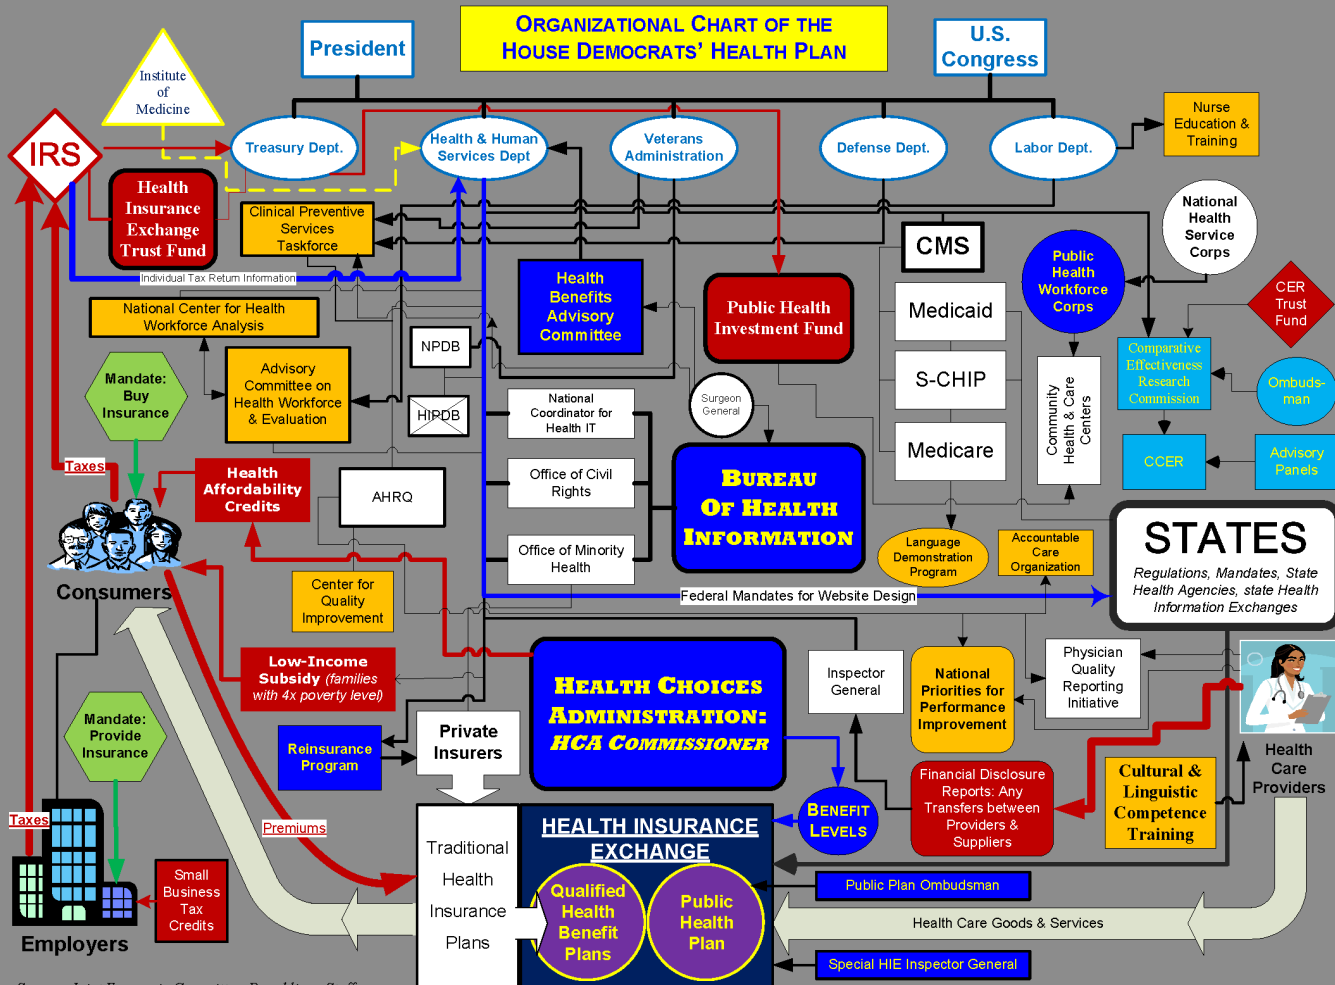 ORGANIZATIONAL CHART OF THE
HOUSE DEMOCRATS' HEALTH PLAN
President
U.S.
Congress
Institute
of
Medicine
IRS
Treasury Dept.
Health & Human
Services Dept
Veterans
Administration
Defense Dept.
Labor Dept.
Nurse
Education &
Training
Health
Insurance
Exchange
Trust Fund
Clinical Preventive
Services
Taskforce
Individual Tax Return Information
CMS
National
Health
Service
Corps
Public
Health
Workforce
Corps
CER
Trust
Fund
Health
Benefits
Advisory
Committee
Public Health
Investment Fund
National Center for Health
Workforce Analysis
NPDB
HIPDB
Medicaid
S-CHIP
Medicare
Community
Health & Care
Centers
Comparative
Effectiveness
Research
Commission
Ombuds-
man
CCER
Advisory
Panels
Mandate:
Buy
Insurance
Advisory
Committee on
Health Workforce
& Evaluation
Surgeon
General
National
Coordinator for
Health IT
Office of Civil
Rights
Office of Minority
Health
BUREAU
OF HEALTH
INFORMATION
Taxes
Health
Affordability
Credits
AHRQ
Consumers
Center for
Quality
Improvement
Language
Demonstration
Program
Accountable
Care
Organization
STATES
Regulations, Mandates, State
Health Agencies, state Health
Information Exchanges
Federal Mandates for Website Design
Low-Income
Subsidy (families
with 4x poverty level)
HEALTH CHOICES
ADMINISTRATION:
HCA COMMISSIONER
Inspector
General
National
Priorities for
Performance
Improvement
Physician
Quality
Reporting
Initiative
Health
Care
Providers
Mandate:
Provide
Insurance
Reinsurance
Program
Private
Insurers
BENEFIT
LEVELS
Financial Disclosure
Reports: Any
Transfers between
Providers &
Suppliers
Cultural &
Linguistic
Competence
Training
Taxes
Premiums
Traditional
Health
Insurance
Plans
HEALTH INSURANCE
EXCHANGE
Qualified
Health
Benefit
Plans
Public
Health
Plan
Public Plan Ombudsman
Health Care Goods & Services
Special HIE Inspector General
Small
Business
Tax
Credits
Employers